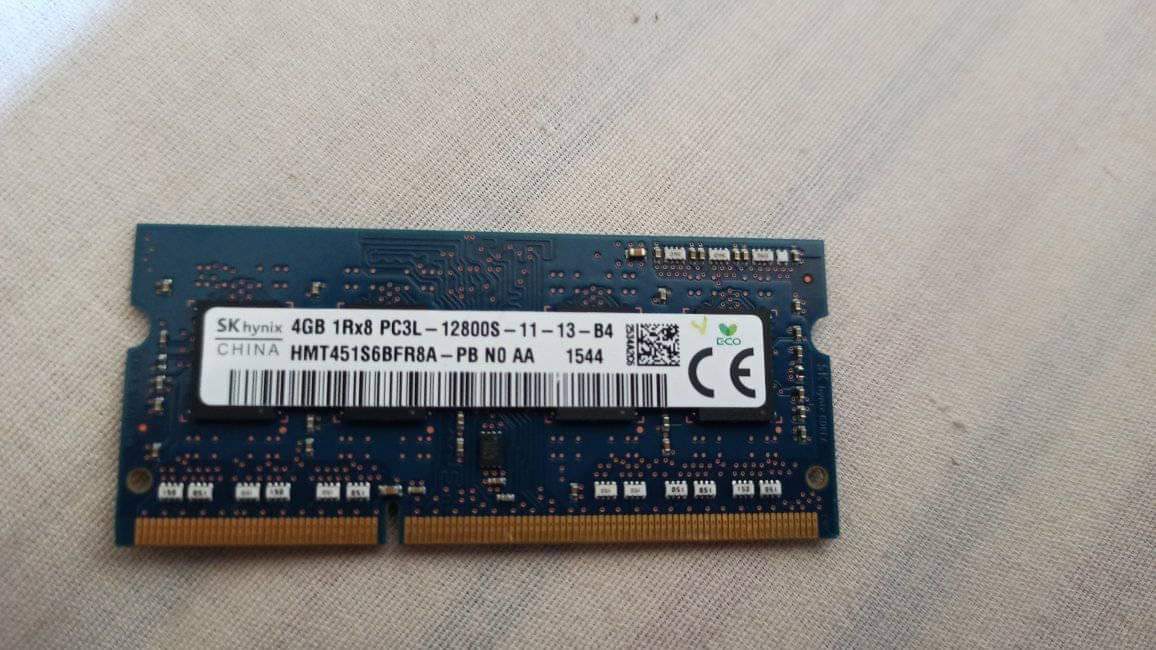 SK hynix 4GB 1Rx8 PC3L-12800S-11-13-B4
CHINA HMT451S6BFR8A-PB N0 AA 1544
ECO
CE